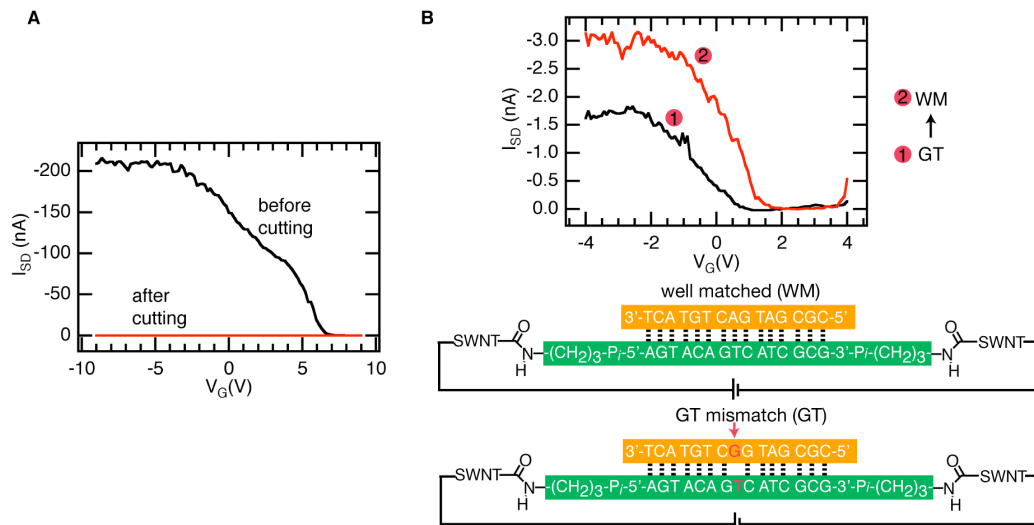 A
I_SD (nA)
-200
-150
-100
-50
0
before
cutting
after
cutting
-10
-5
0
5
10
V_G(V)
B
I_SD (nA)
-3.0
-2.5
-2.0
-1.5
-1.0
-0.5
0.0
2
1
-4
-2
0
2
4
V_G(V)
2 WM
1 GT
well matched (WM)
3'-TCA TGT CAG TAG CGC-5'
SWNT O N H -(CH2)3-Pi-5'-AGT ACA GTC ATC GCG-3'-Pi-(CH2)3- N H O SWNT
GT mismatch (GT)
3'-TCA TGT CGG TAG CGC-5'
SWNT O N H -(CH2)3-Pi-5'-AGT ACA GTC ATC GCG-3'-Pi-(CH2)3- N H O SWNT